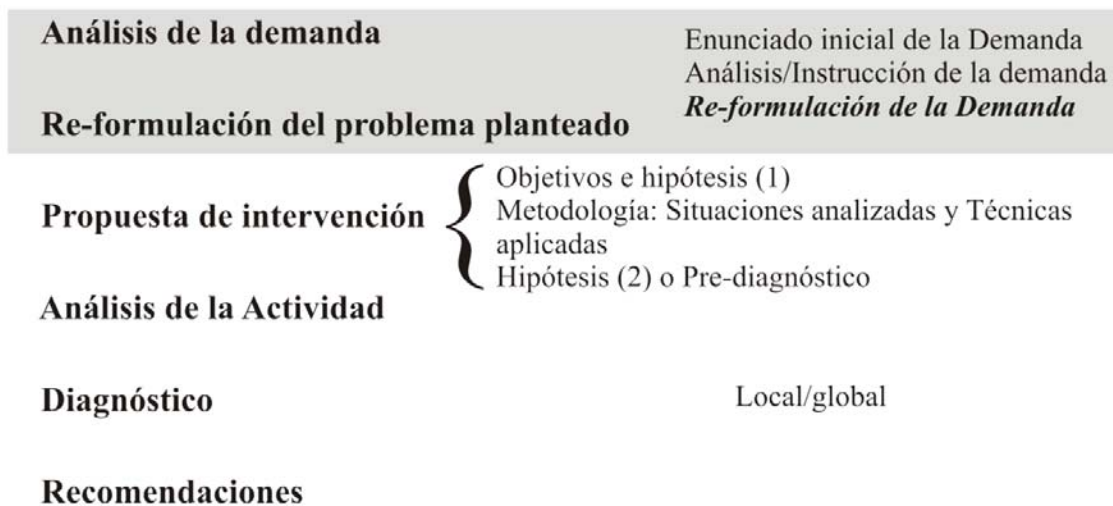 Análisis de la demanda
Enunciado inicial de la Demanda
Análisis/Instrucción de la demanda
Re-formulación de la Demanda
Re-formulación del problema planteado
Propuesta de intervención
Objetivos e hipótesis (1)
Metodología: Situaciones analizadas y Técnicas
aplicadas
Hipótesis (2) o Pre-diagnóstico
Análisis de la Actividad
Diagnóstico
Local/global
Recomendaciones